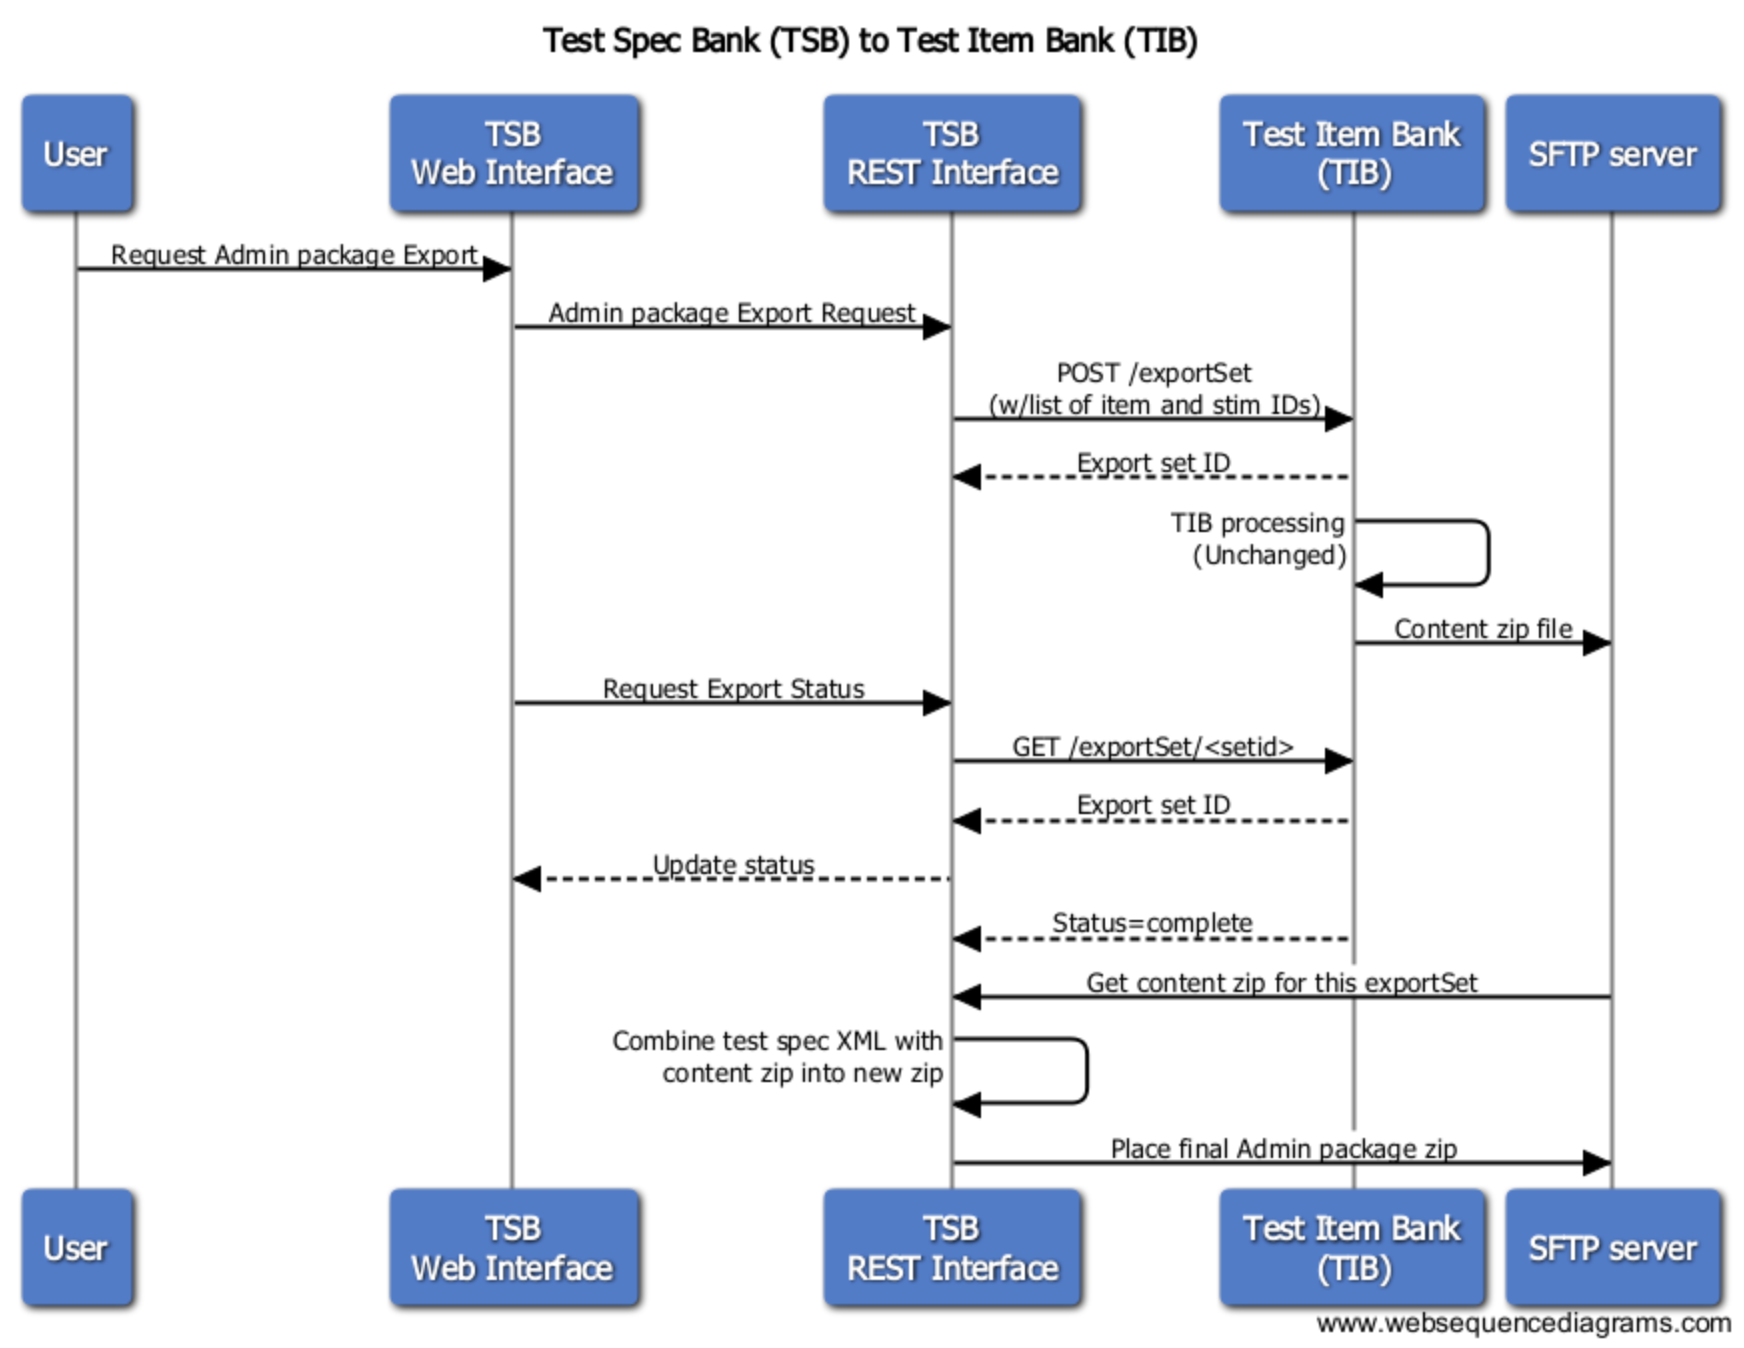 Test Spec Bank (TSB) to Test Item Bank (TIB)
User
TSB
Web Interface
TSB
REST Interface
Test Item Bank
(TIB)
SFTP server
Request Admin package Export
Admin package Export Request
POST /exportSet
(w/list of item and stim IDs)
Export set ID
TIB processing
(Unchanged)
Content zip file
Request Export Status
GET /exportSet/<setid>
Export set ID
Update status
Status=complete
Get content zip for this exportSet
Combine test spec XML with
content zip into new zip
Place final Admin package zip
User
TSB
Web Interface
TSB
REST Interface
Test Item Bank
(TIB)
SFTP server
www.websequencediagrams.com